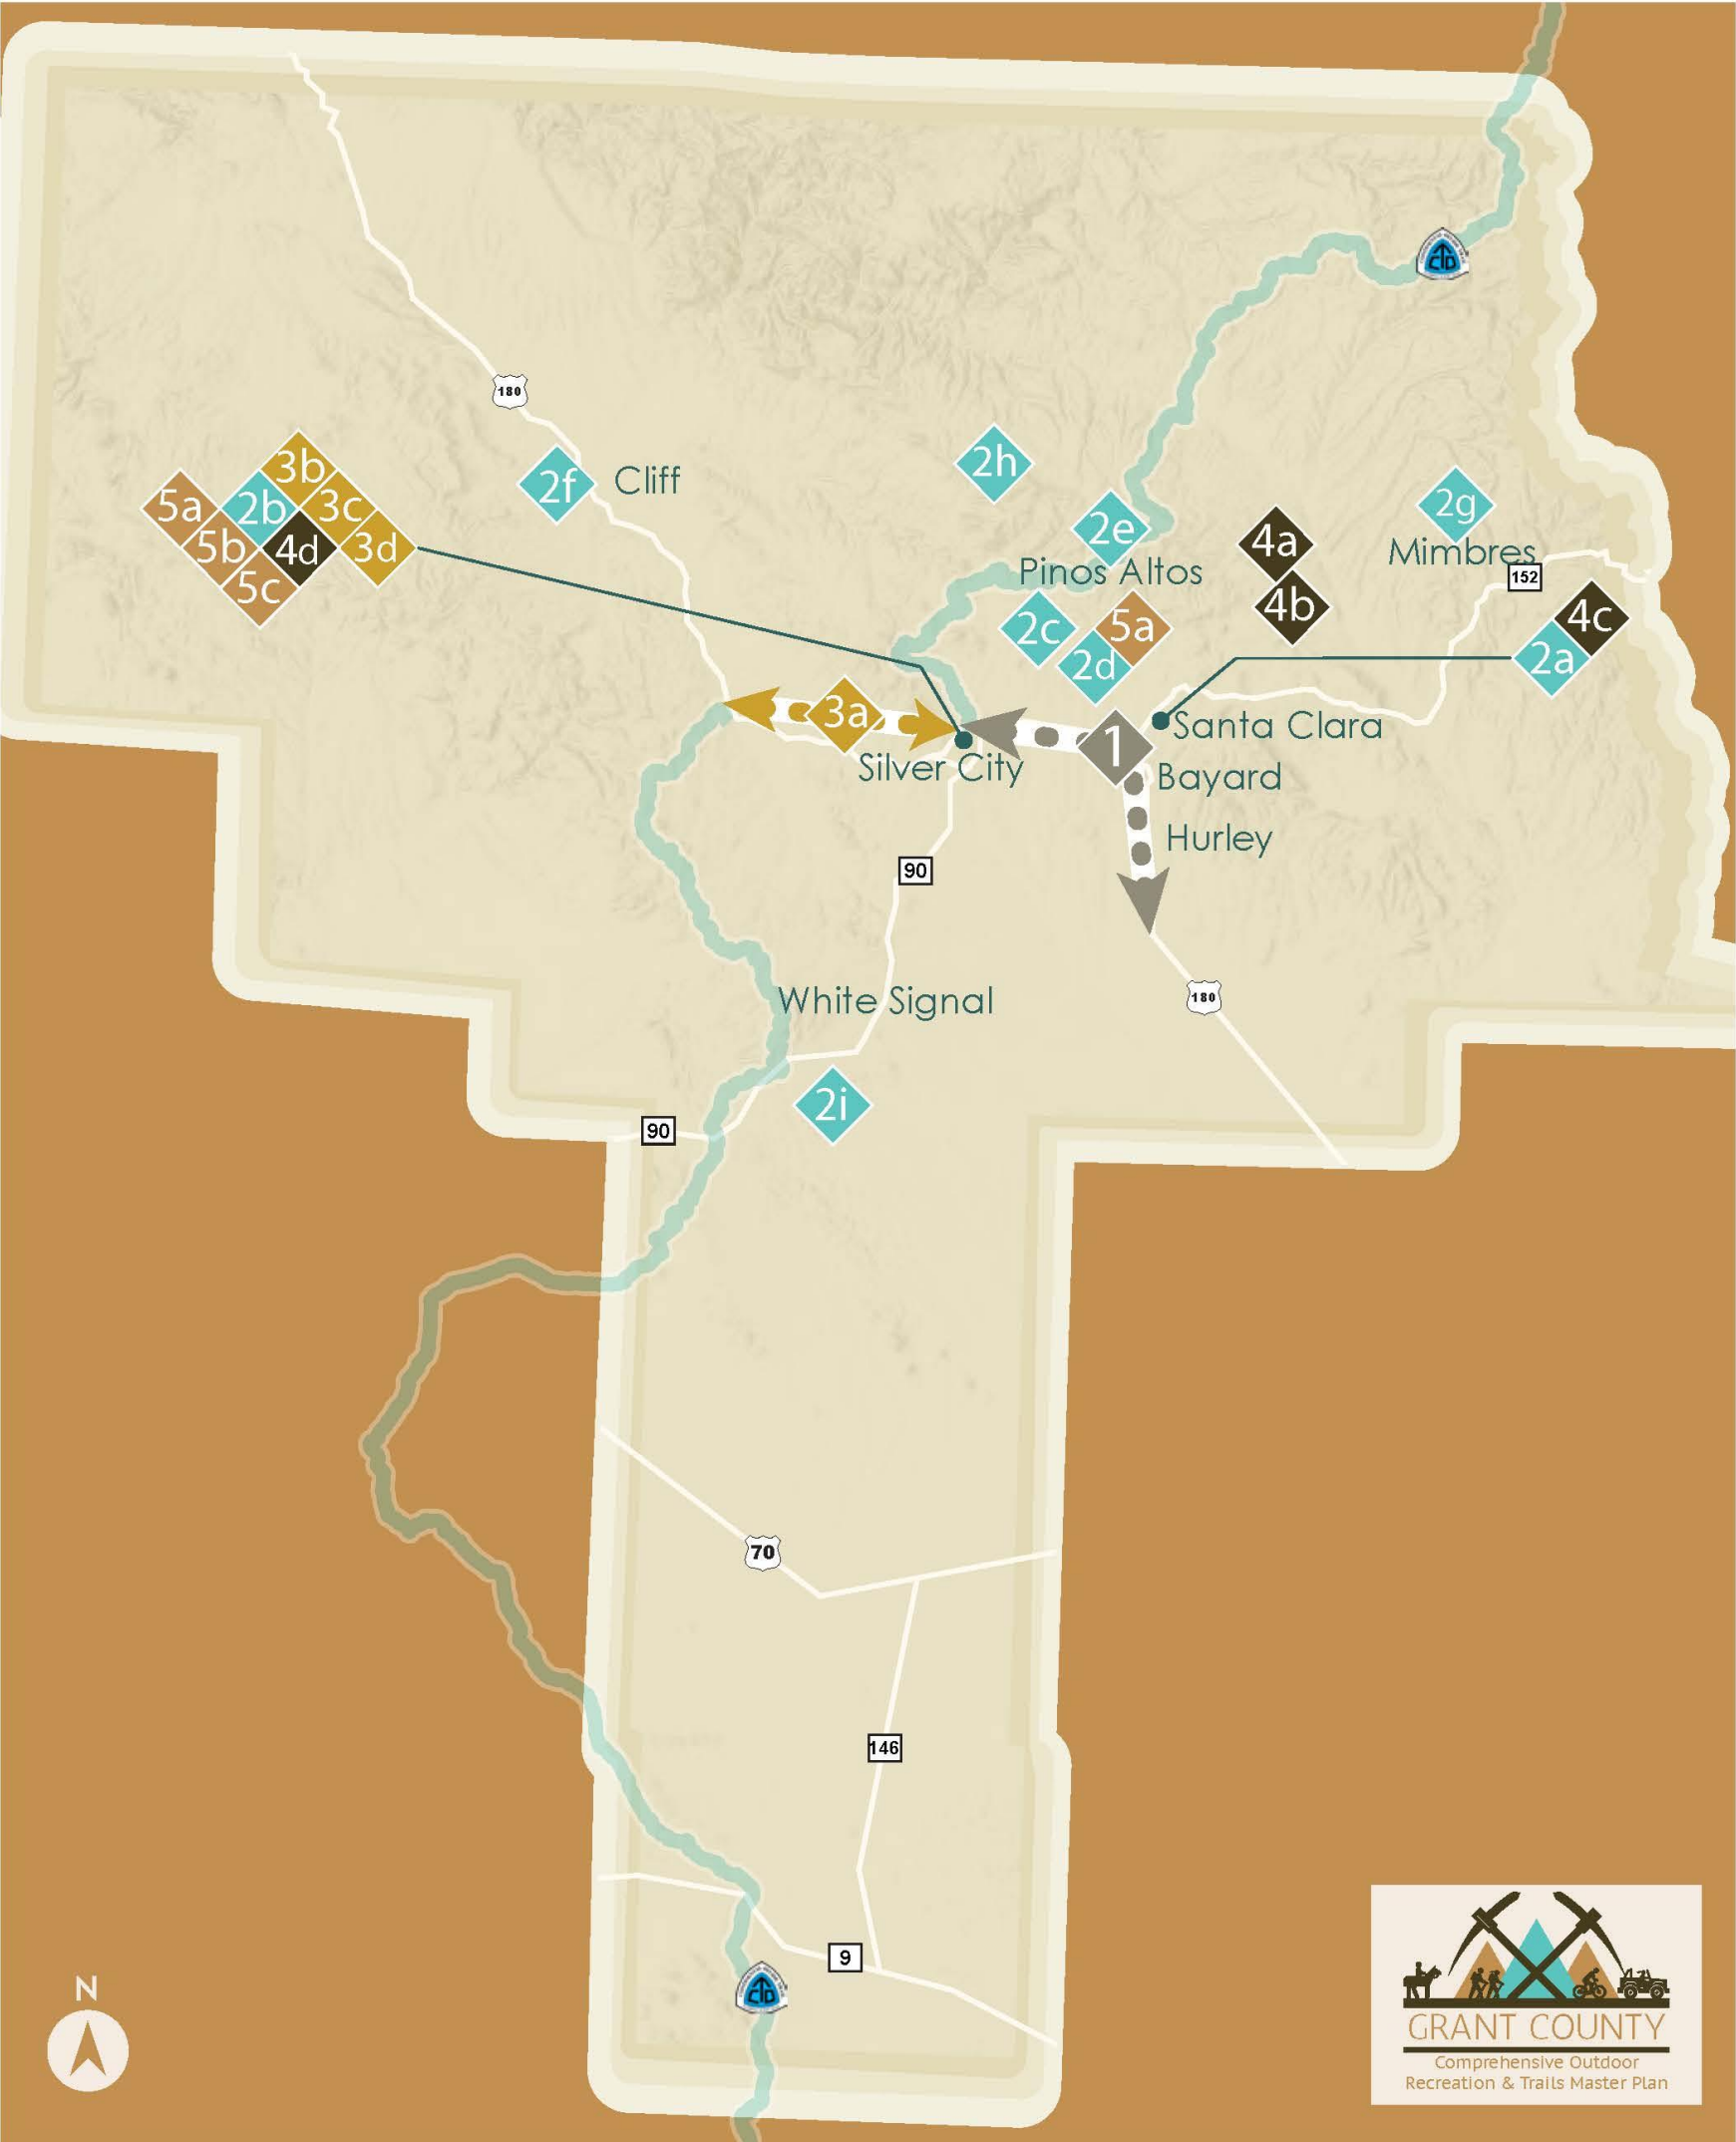 180
3b
5a
2b
3c
5b
4d
3d
5c
2f
Cliff
2h
2e
Pinos Altos
2c
5a
2d
4a
4b
2g
Mimbres
152
4c
2a
3a
Silver City
1
Santa Clara
Bayard
Hurley
90
White Signal
180
2i
90
70
146
9
N
GRANT COUNTY
Comprehensive Outdoor
Recreation & Trails Master Plan